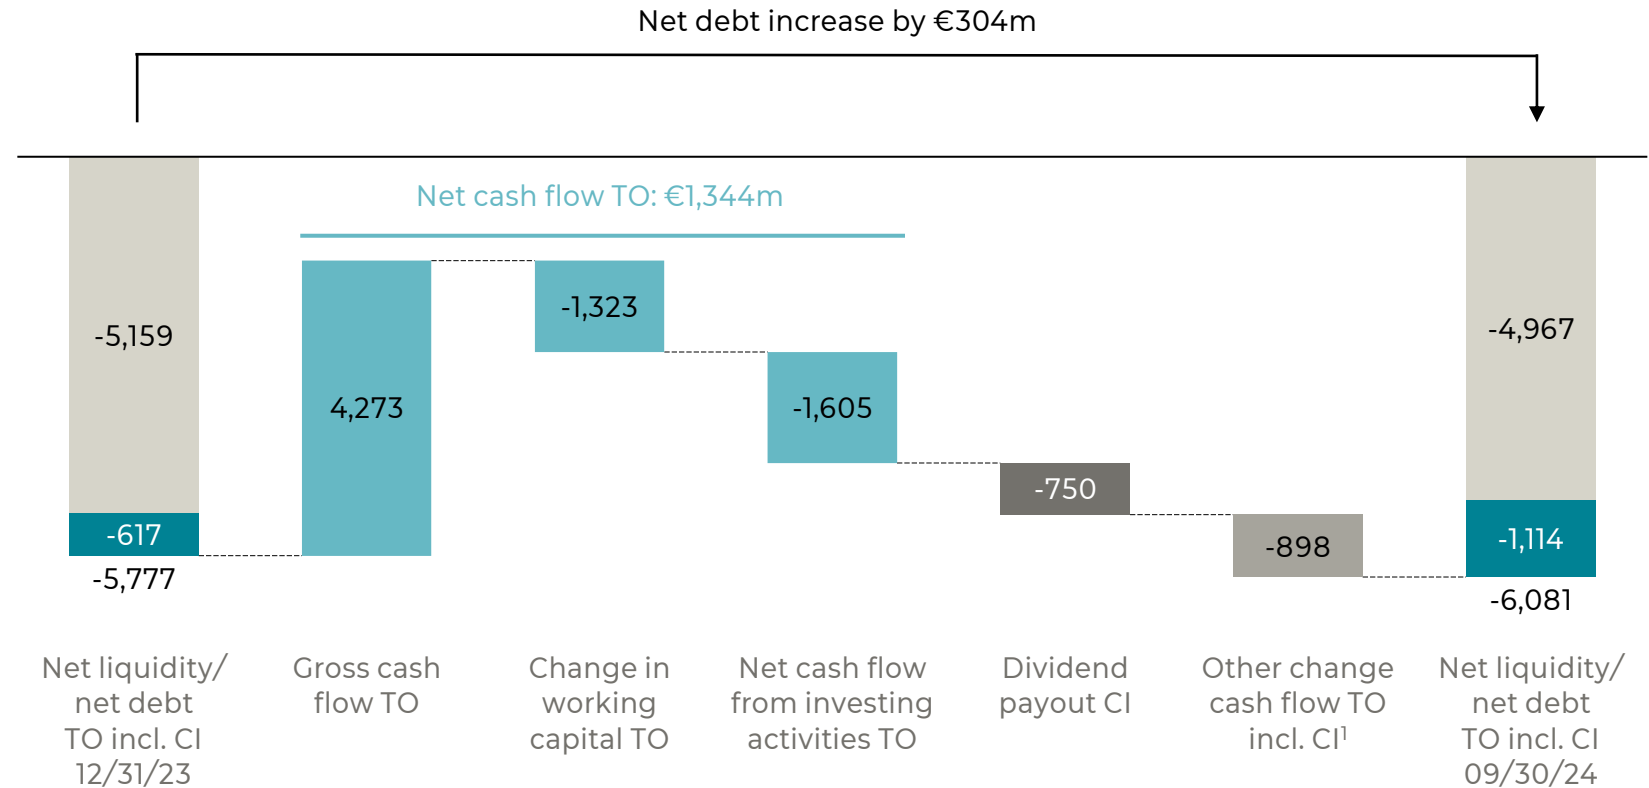 Net debt increase by €304m
Net cash flow TO: €1,344m
-5,159
-617
-5,777
4,273
-1,323
-1,605
-750
-898
-4,967
-1,114
-6,081
Net liquidity/
net debt
TO incl. CI
12/31/23
Gross cash
flow TO
Change in
working
capital TO
Net cash flow
from investing
activities TO
Dividend
payout CI
Other change
cash flow TO
incl. CI¹
Net liquidity/
net debt
TO incl. CI
09/30/24